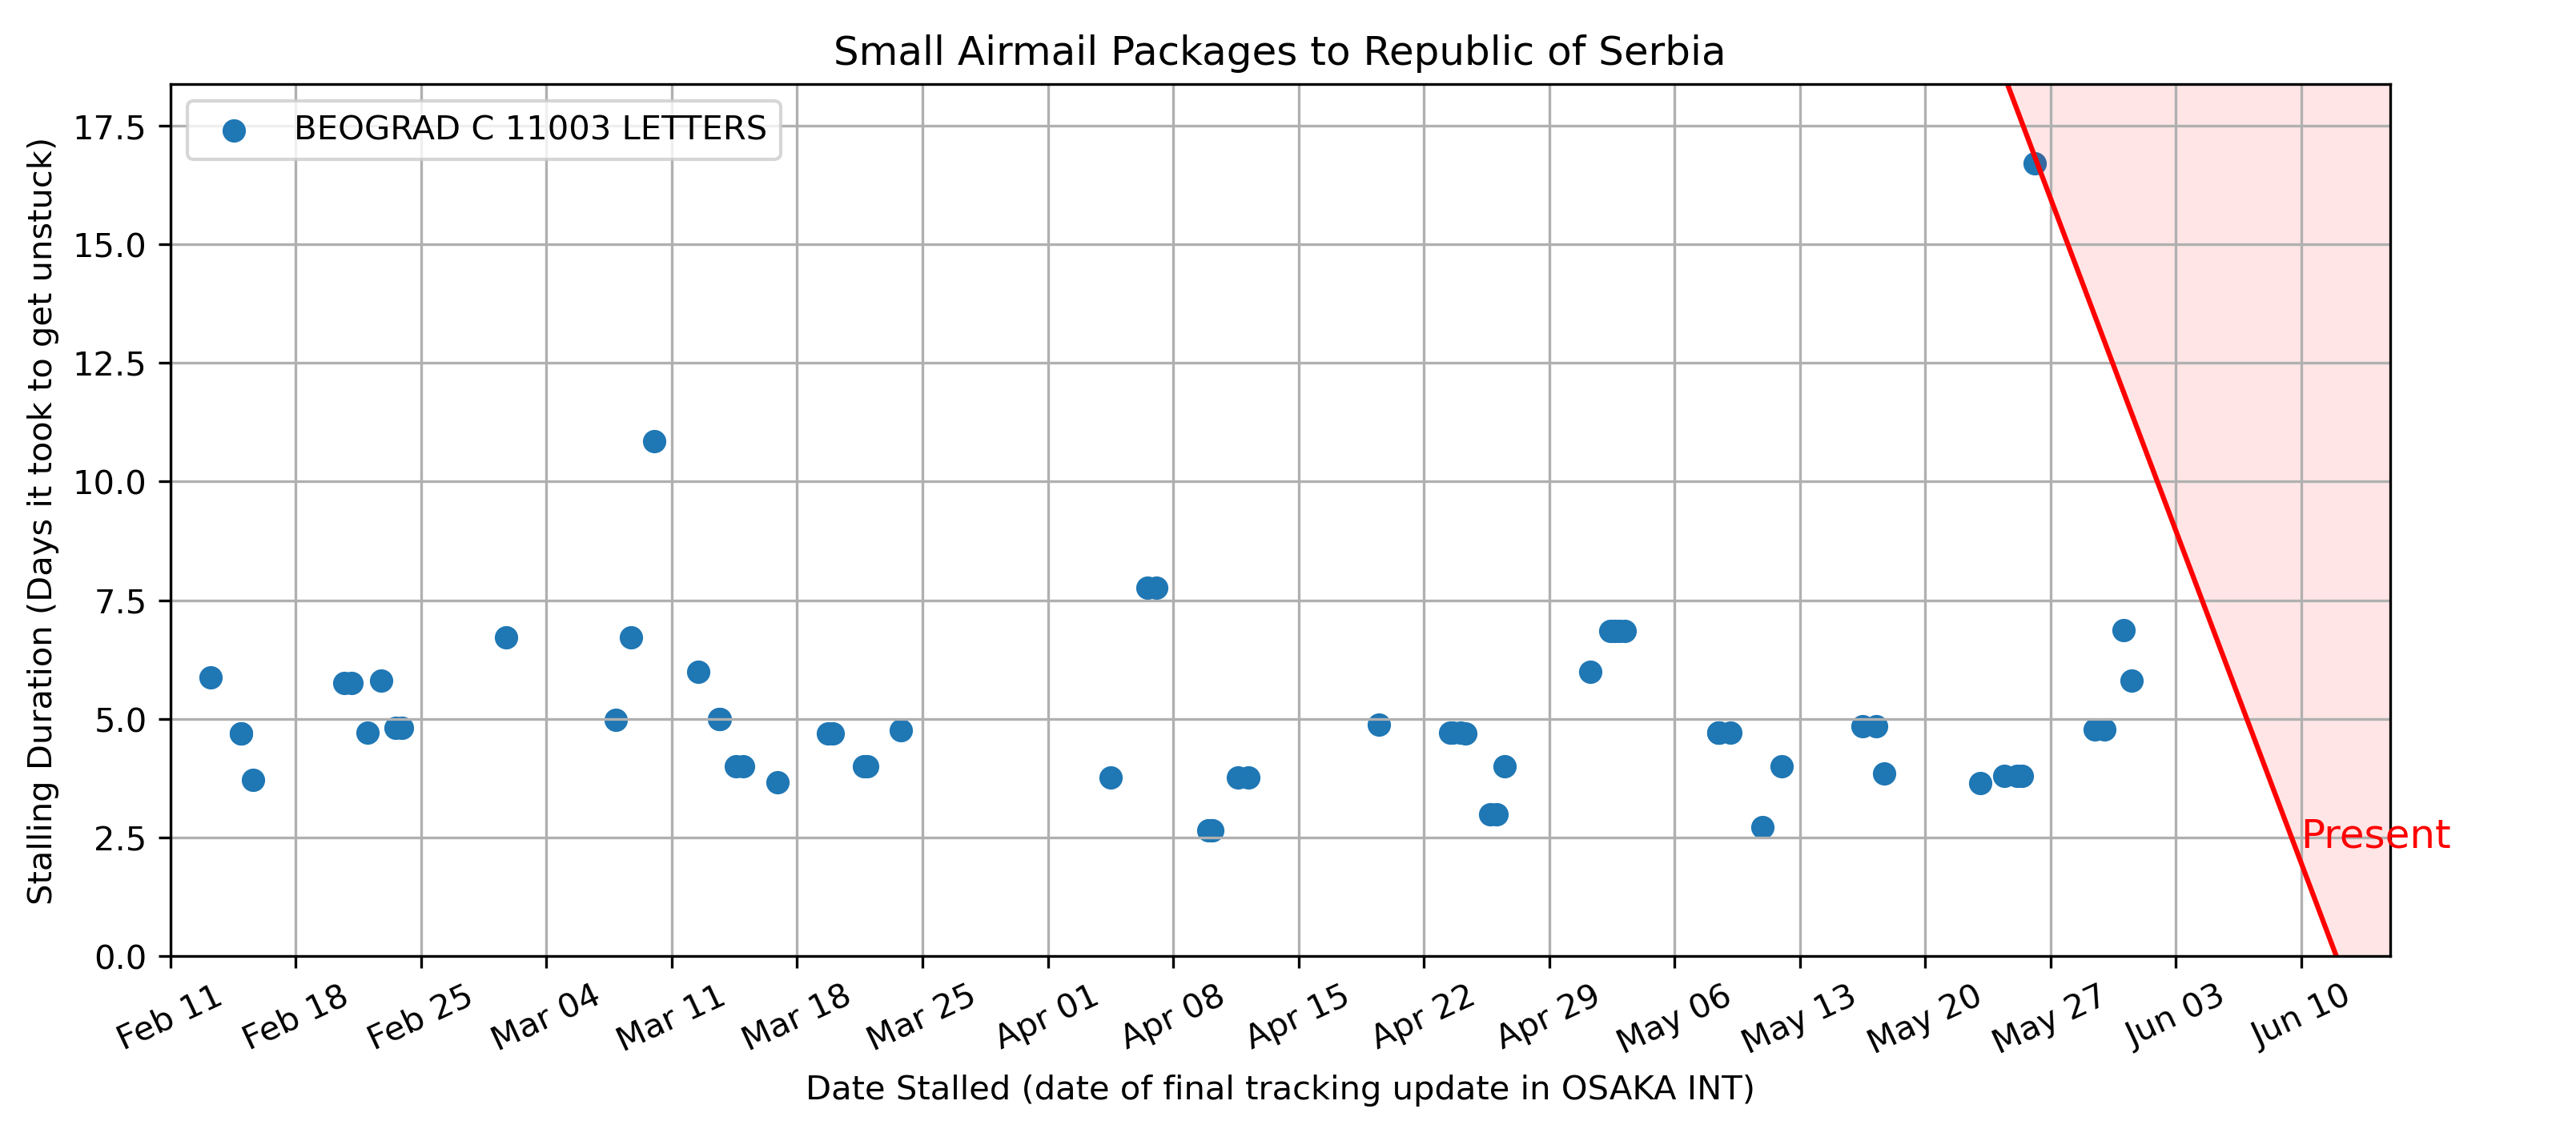 Small Airmail Packages to Republic of Serbia
BEOGRAD C 11003 LETTERS
Stalling Duration (Days it took to get unstuck)
17.5
15.0
12.5
10.0
7.5
5.0
2.5
0.0
Present
Feb 11
Feb 18
Feb 25
Mar 04
Mar 11
Mar 18
Mar 25
Apr 01
Apr 08
Apr 15
Apr 22
Apr 29
May 06
May 13
May 20
May 27
Jun 03
Jun 10
Date Stalled (date of final tracking update in OSAKA INT)